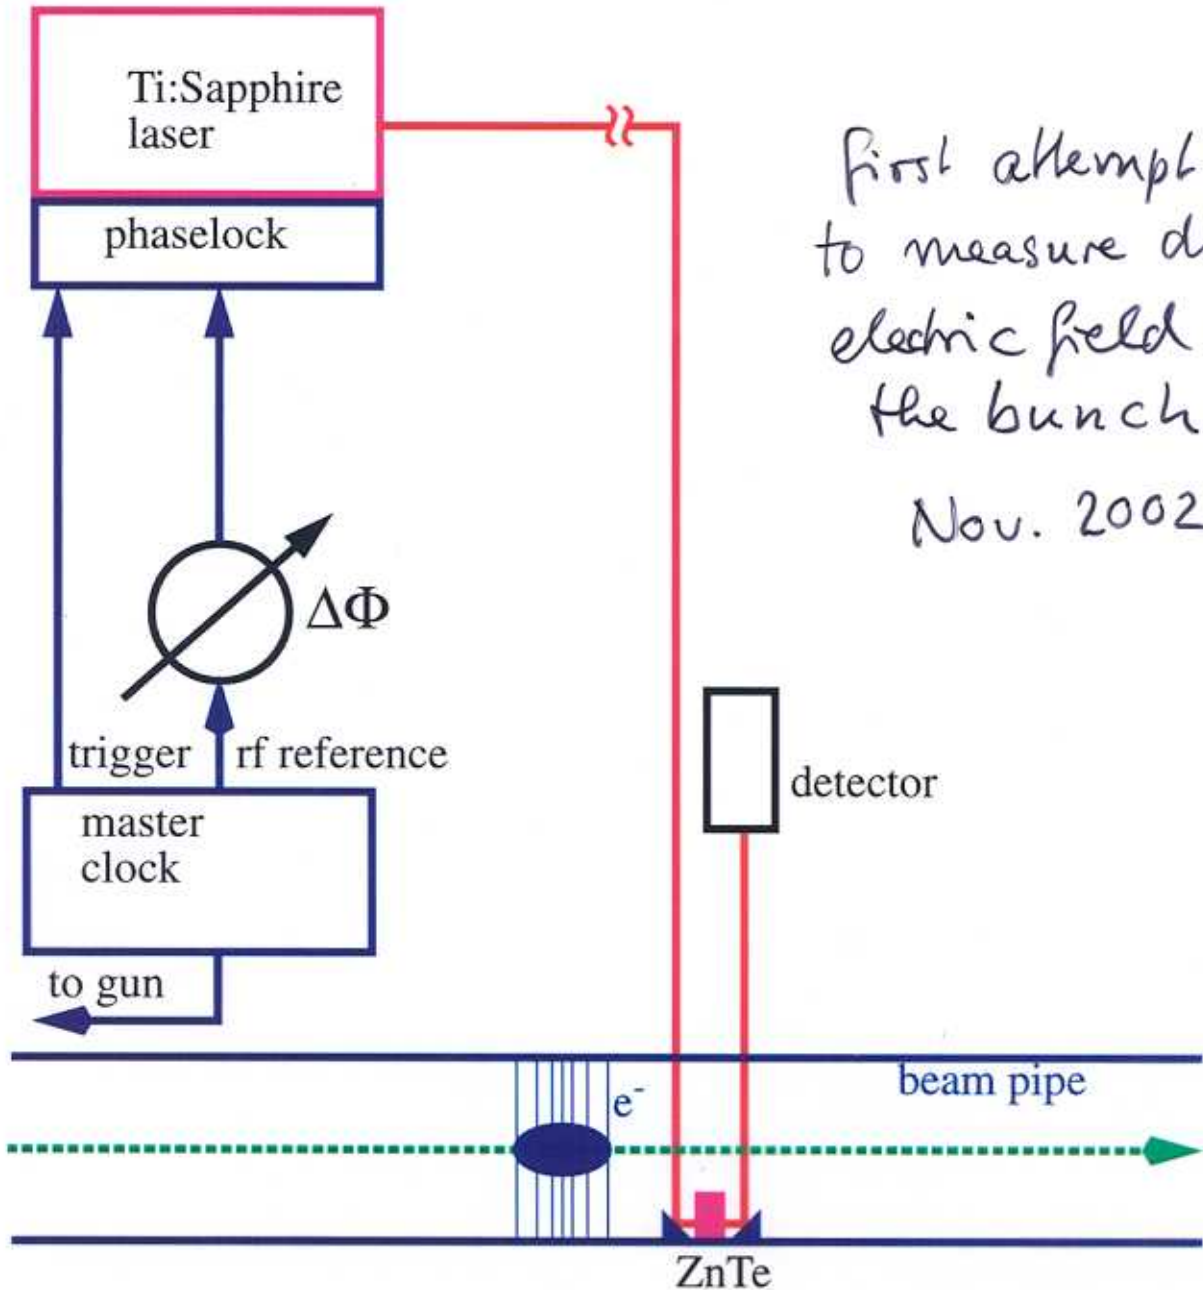 Ti:Sapphire
laser
phaselock
first attempt
to measure
electric field
the bunch
Nov. 2002
ΔΦ
trigger
rf reference
detector
master
clock
to gun
beam pipe
e-
ZnTe